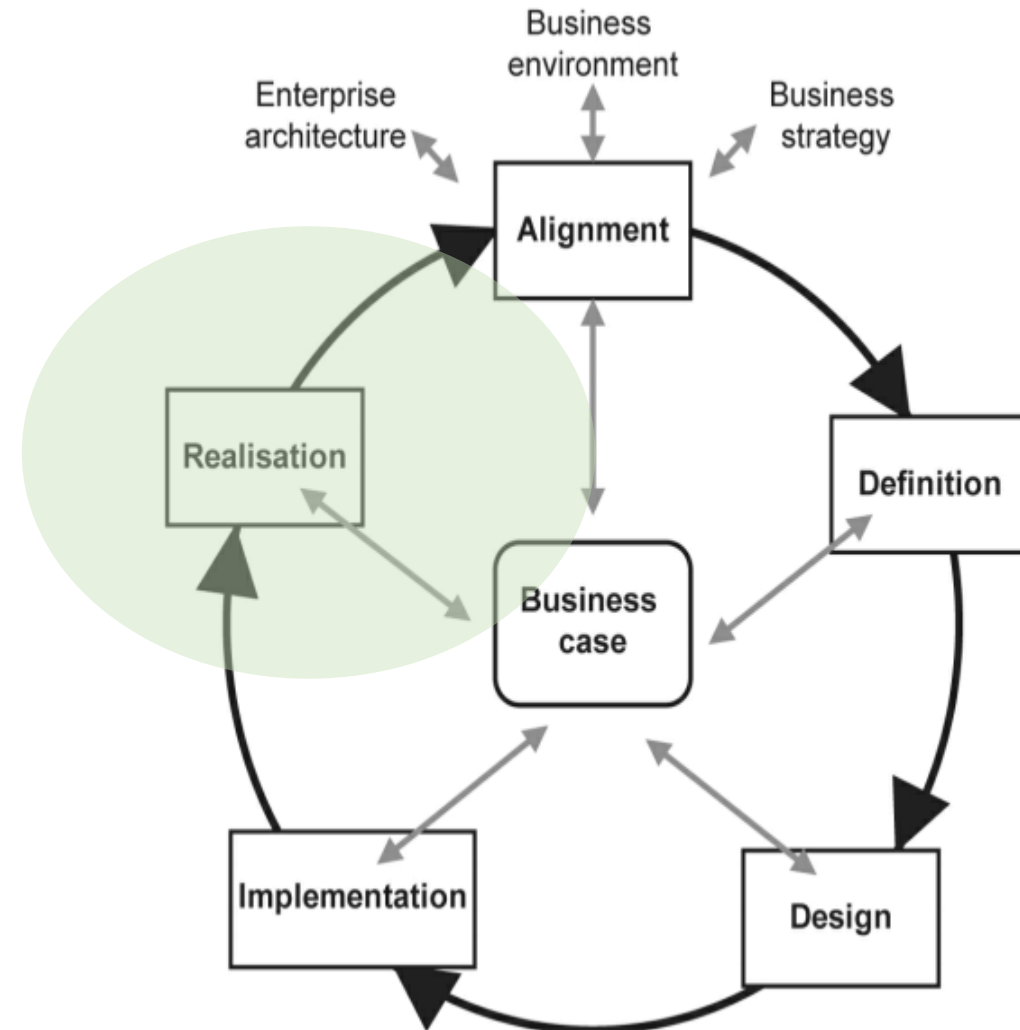 Business
environment
Enterprise
architecture
Business
strategy
Alignment
Realisation
Definition
Business
case
Implementation
Design